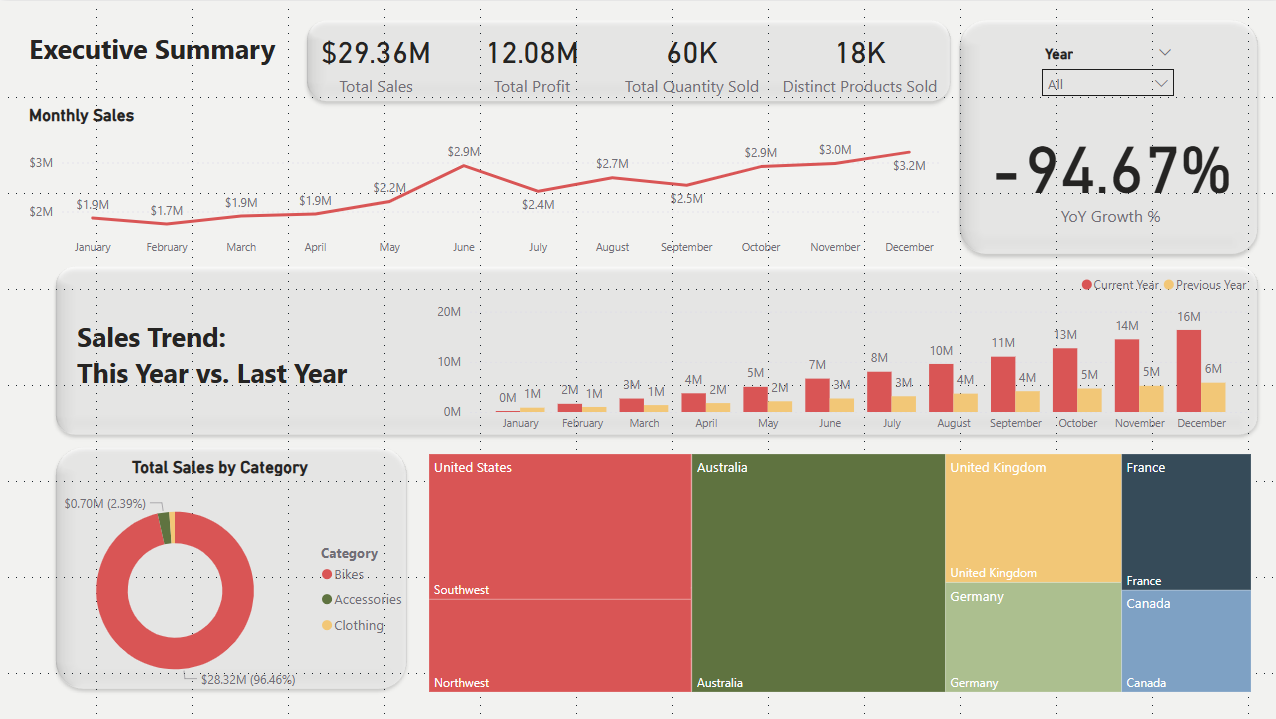 Executive Summary
$29.36M
Total Sales
12.08M
Total Profit
60K
Total Quantity Sold
18K
Distinct Products Sold
Year
All
-94.67%
YoY Growth %
Monthly Sales
$3M
$2M
$1.9M
$1.7M
$1.9M
$1.9M
$2.2M
$2.9M
$2.4M
$2.7M
$2.5M
$2.9M
$3.0M
$3.2M
January
February
March
April
May
June
July
August
September
October
November
December
Sales Trend:
This Year vs. Last Year
Current Year
Previous Year
20M
10M
0M
0M
1M
2M
1M
3M
1M
4M
2M
5M
2M
7M
3M
8M
3M
10M
4M
11M
4M
13M
5M
14M
5M
16M
6M
January
February
March
April
May
June
July
August
September
October
November
December
Total Sales by Category
$0.70M (2.39%)
$28.32M (96.46%)
Category
Bikes
Accessories
Clothing
United States
Southwest
Northwest
Australia
Australia
United Kingdom
United Kingdom
Germany
Germany
France
France
Canada
Canada